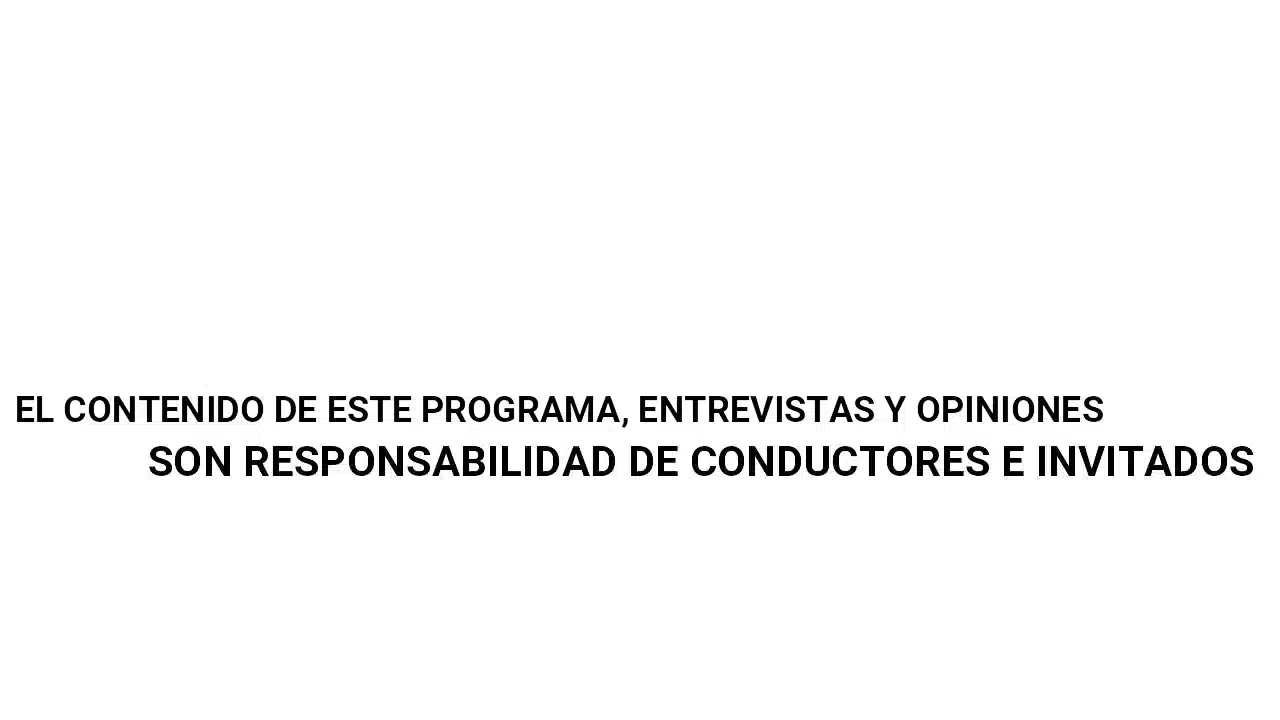 EL CONTENIDO DE ESTE PROGRAMA, ENTREVISTAS Y OPINIONES
SON RESPONSABILIDAD DE CONDUCTORES E INVITADOS